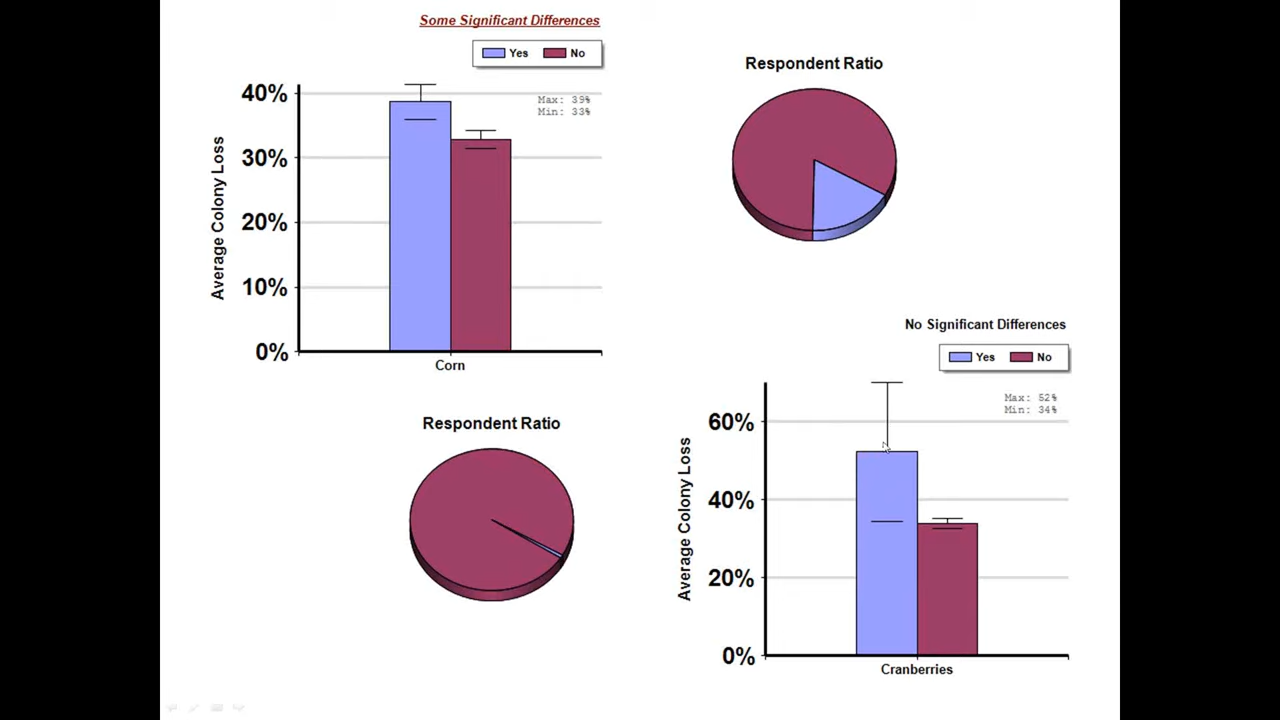 Some Significant Differences
Yes No
Max: 39%
Min: 33%
40%
30%
20%
10%
0%
Average Colony Loss
Corn
Respondent Ratio
Respondent Ratio
No Significant Differences
Yes No
Max: 52%
Min: 34%
60%
40%
20%
0%
Average Colony Loss
Cranberries